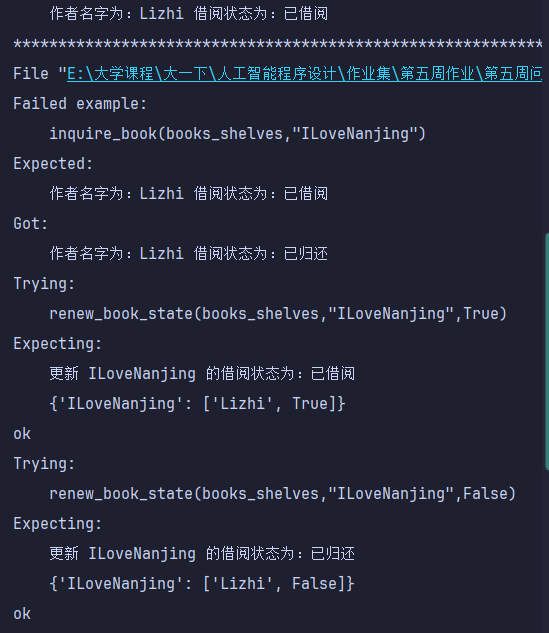 作者名字为：Lizhi 借阅状态为：已借阅
**********************************************************
File "E:\大学课程\大一下\人工智能程序设计\作业集\第五周作业\第五周问
Failed example:
    inquire_book(books_shelves,"ILoveNanjing")
Expected:
    作者名字为：Lizhi 借阅状态为：已借阅
Got:
    作者名字为：Lizhi 借阅状态为：已归还
Trying:
    renew_book_state(books_shelves,"ILoveNanjing",True)
Expecting:
    更新 ILoveNanjing 的借阅状态为：已借阅
    {'ILoveNanjing': ['Lizhi', True]}
ok
Trying:
    renew_book_state(books_shelves,"ILoveNanjing",False)
Expecting:
    更新 ILoveNanjing 的借阅状态为：已归还
    {'ILoveNanjing': ['Lizhi', False]}
ok